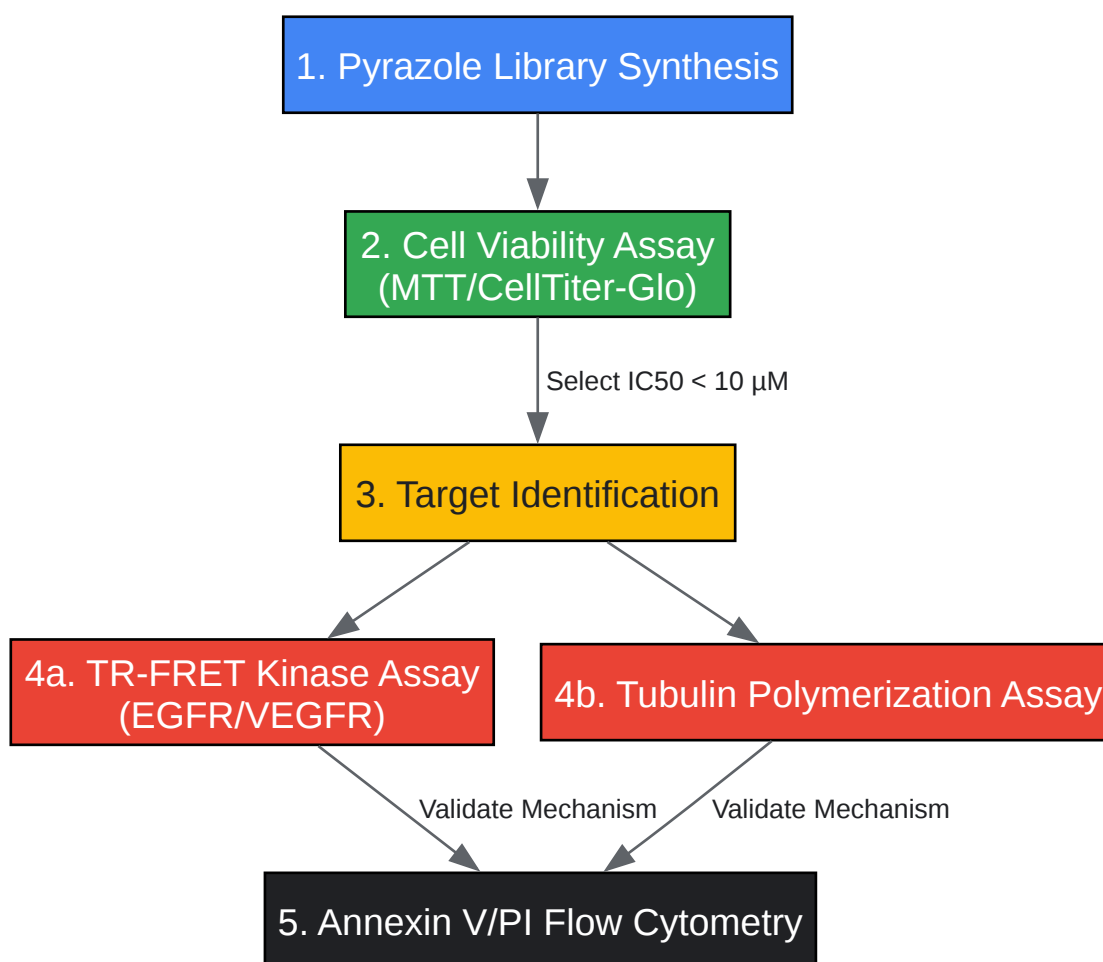 1. Pyrazole Library Synthesis
2. Cell Viability Assay
(MTT/CellTiter-Glo)
Select IC50 < 10 µM
3. Target Identification
4a. TR-FRET Kinase Assay
(EGFR/VEGFR)
4b. Tubulin Polymerization Assay
Validate Mechanism
Validate Mechanism
5. Annexin V/PI Flow Cytometry